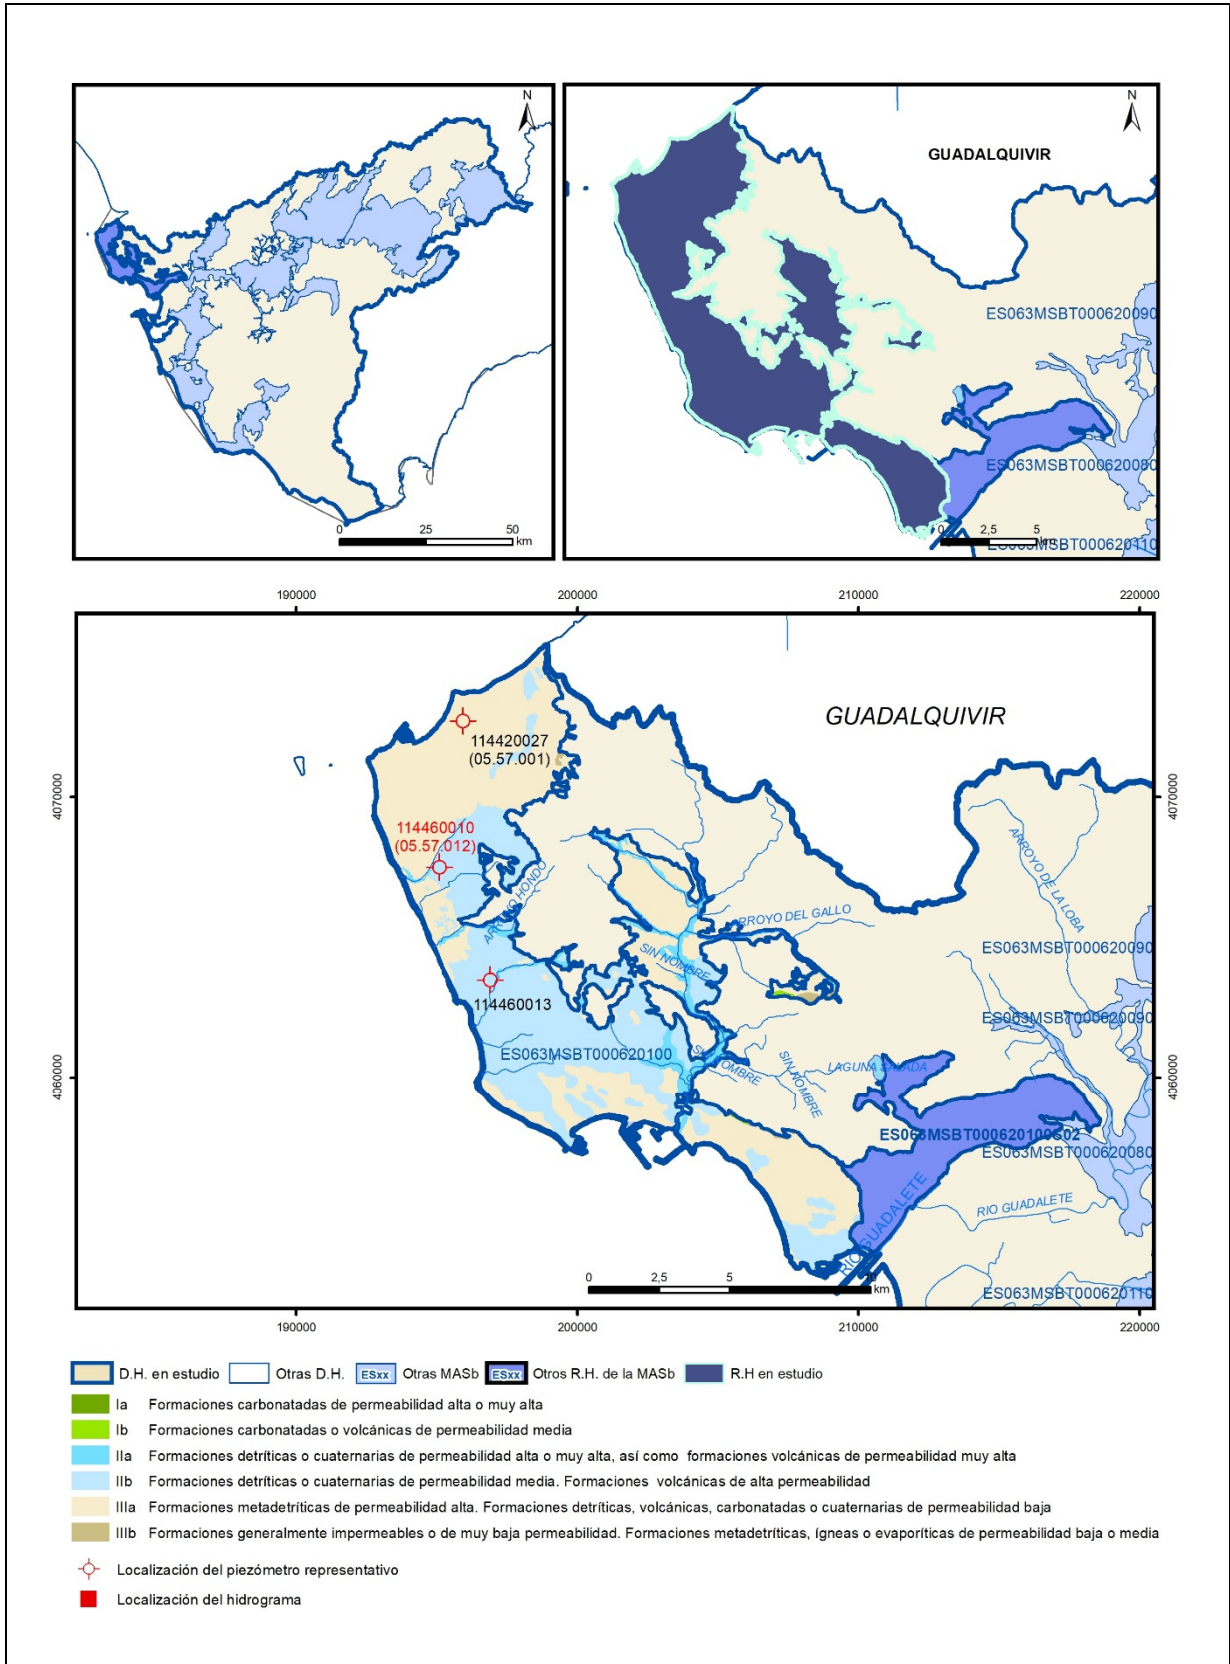 N
0 25 50
km
N
GUADALQUIVIR
ES063MSBT000620090
ES063MSBT000620080
0 2,5 5
km
ES063MSBT000620110
190000 200000 210000 220000
4070000
4060000
4070000
4060000
GUADALQUIVIR
114420027
(05.57.001)
114460010
(05.57.012)
ARROYO HONDO
114460013
ARROYO DEL GALLO
SIN NOMBRE
ARROYO DE LA LOBA
ES063MSBT000620090
ES063MSBT000620090
ES063MSBT000620100
SIN NOMBRE
SIN NOMBRE
LAGUNA SALADA
ES063MSBT000620100S02
ES063MSBT000620080
RIO GUADALETE
RIO GUADALETE
0 2,5 5 10
km
ES063MSBT000620110
190000 200000 210000 220000
D.H. en estudio Otras D.H. ESxx Otras MASb ESxx Otros R.H. de la MASb R.H en estudio
Ia Formaciones carbonatadas de permeabilidad alta o muy alta
Ib Formaciones carbonatadas o volcánicas de permeabilidad media
IIa Formaciones detríticas o cuaternarias de permeabilidad alta o muy alta, así como formaciones volcánicas de permeabilidad muy alta
IIb Formaciones detríticas o cuaternarias de permeabilidad media. Formaciones volcánicas de alta permeabilidad
IIIa Formaciones metadetríticas de permeabilidad alta. Formaciones detríticas, volcánicas, carbonatadas o cuaternarias de permeabilidad baja
IIIb Formaciones generalmente impermeables o de muy baja permeabilidad. Formaciones metadetríticas, ígneas o evaporíticas de permeabilidad baja o media
Localización del piezómetro representativo
Localización del hidrograma